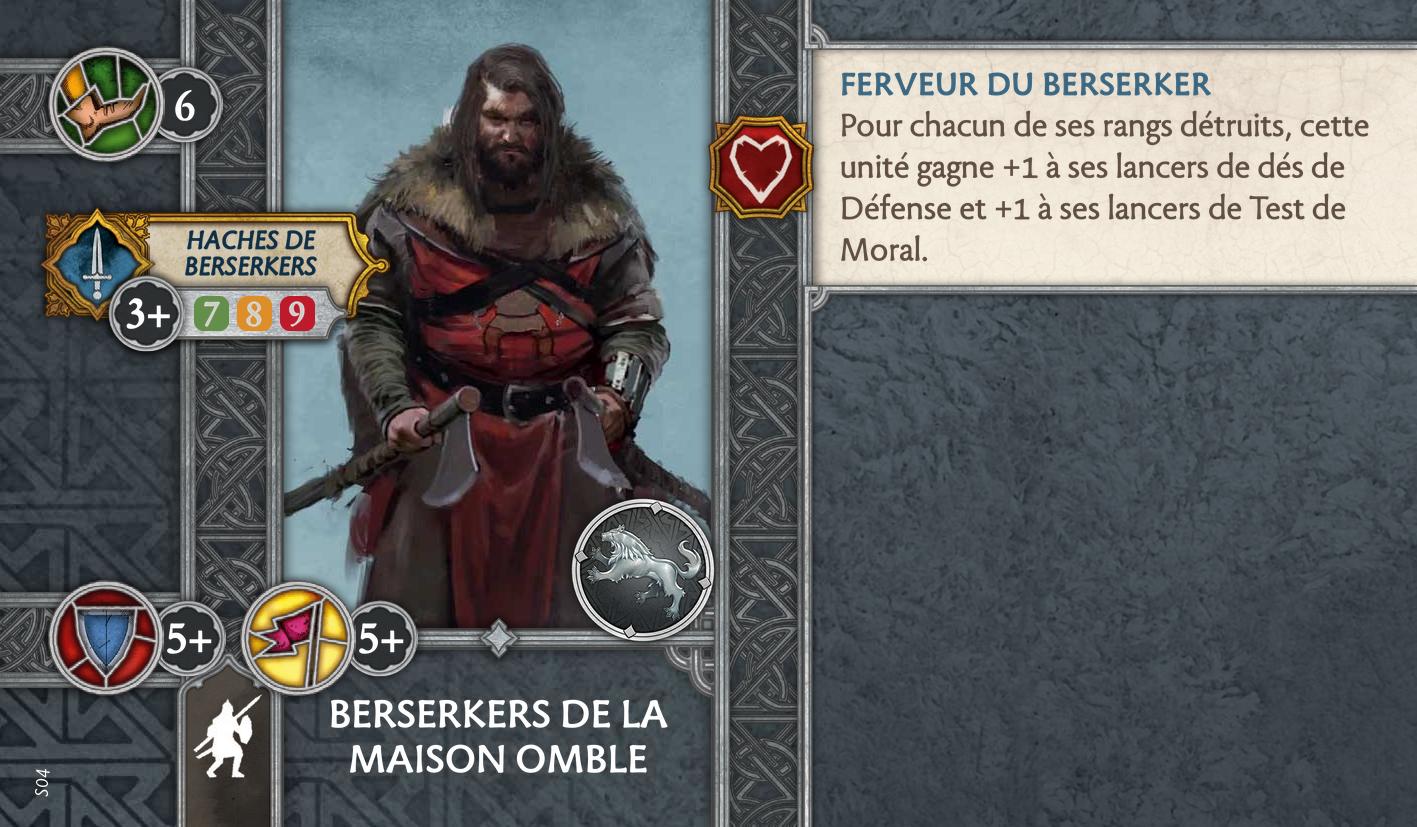 6
HACHES DE
BERSERKERS
3+
7 8 9
5+
5+
BERSERKERS DE LA
MAISON OMBLE
S04
FERVEUR DU BERSERKER
Pour chacun de ses rangs détruits, cette
unité gagne +1 à ses lancers de dés de
Défense et +1 à ses lancers de Test de
Moral.